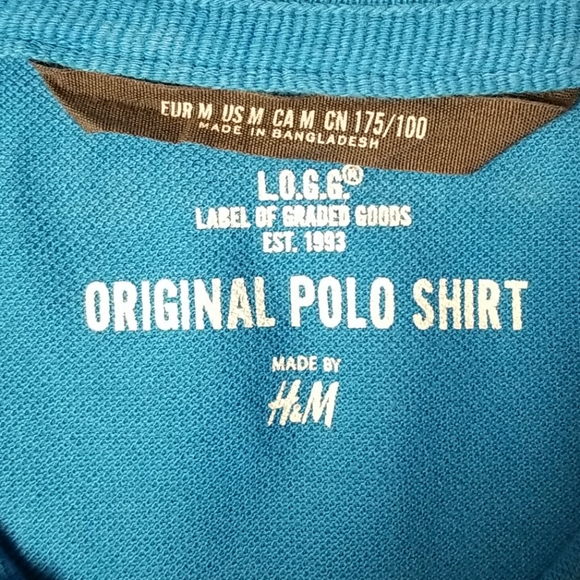 EUR M US M CA M CN 175/100
MADE IN BANGLADESH
L.O.G.G.®
LABEL OF GRADED GOODS
EST. 1993
ORIGINAL POLO SHIRT
MADE BY
H&M